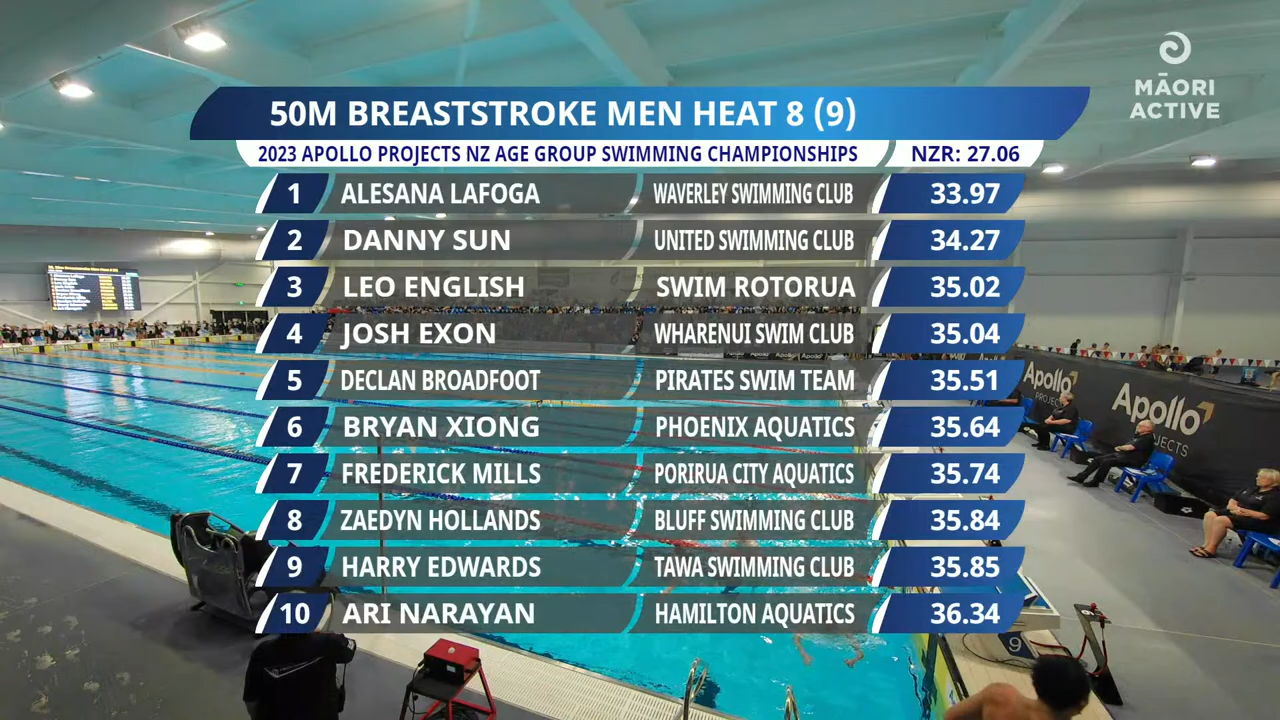 MĀORI
ACTIVE
50M BREASTSTROKE MEN HEAT 8 (9)
2023 APOLLO PROJECTS NZ AGE GROUP SWIMMING CHAMPIONSHIPS NZR: 27.06
1 ALESANA LAFOGA WAVERLEY SWIMMING CLUB 33.97
2 DANNY SUN UNITED SWIMMING CLUB 34.27
3 LEO ENGLISH SWIM ROTORUA 35.02
4 JOSH EXON WHARENUI SWIM CLUB 35.04
5 DECLAN BROADFOOT PIRATES SWIM TEAM 35.51
6 BRYAN XIONG PHOENIX AQUATICS 35.64
7 FREDERICK MILLS PORIRUA CITY AQUATICS 35.74
8 ZAEDYN HOLLANDS BLUFF SWIMMING CLUB 35.84
9 HARRY EDWARDS TAWA SWIMMING CLUB 35.85
10 ARI NARAYAN HAMILTON AQUATICS 36.34
Apollo
Apollo
9